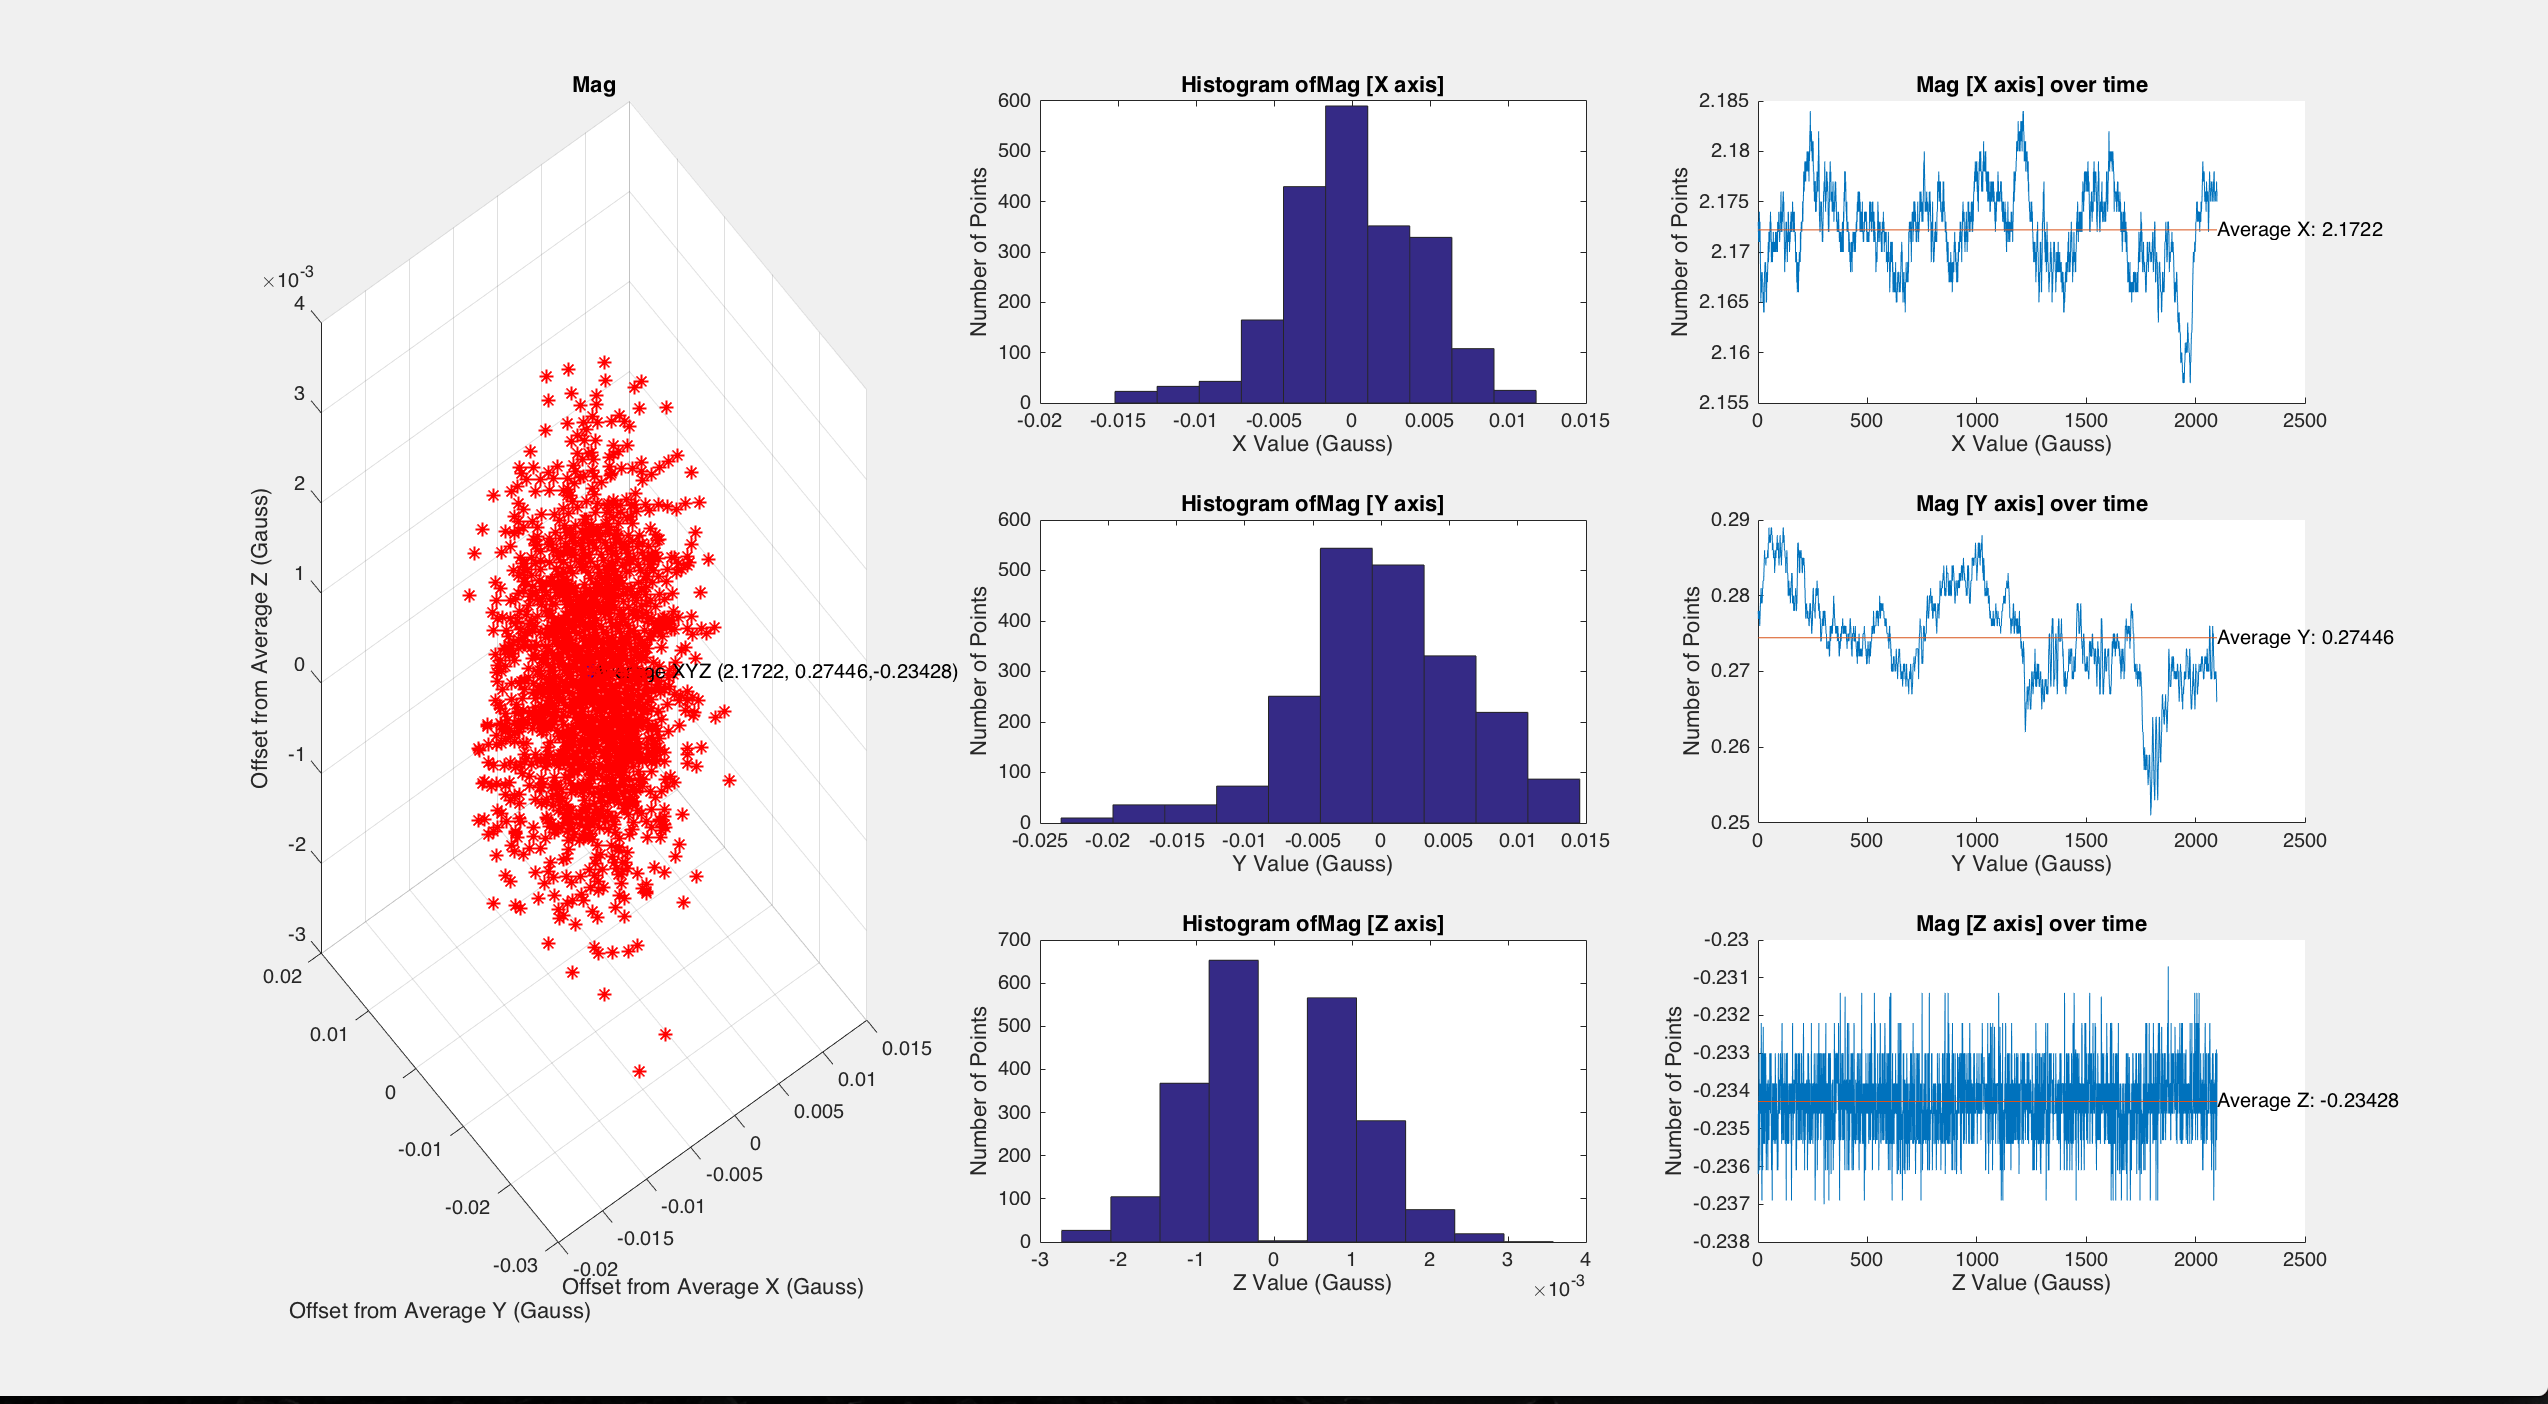 Mag
×10-3
4
3
2
1
0
-1
-2
-3
Offset from Average Z (Gauss)
XYZ (2.1722, 0.27446,-0.23428)
0.02
0.01
0
-0.01
-0.02
-0.03
Offset from Average Y (Gauss)
0.015
0.01
0.005
0
-0.005
-0.01
-0.015
-0.02
Offset from Average X (Gauss)
Histogram ofMag [X axis]
600
500
400
300
200
100
0
Number of Points
-0.02 -0.015 -0.01 -0.005 0 0.005 0.01 0.015
X Value (Gauss)
Mag [X axis] over time
2.185
2.18
2.175
2.17
2.165
2.16
2.155
Number of Points
Average X: 2.1722
0 500 1000 1500 2000 2500
X Value (Gauss)
Histogram ofMag [Y axis]
600
500
400
300
200
100
0
Number of Points
-0.025 -0.02 -0.015 -0.01 -0.005 0 0.005 0.01 0.015
Y Value (Gauss)
Mag [Y axis] over time
0.29
0.28
0.27
0.26
0.25
Number of Points
Average Y: 0.27446
0 500 1000 1500 2000 2500
Y Value (Gauss)
Histogram ofMag [Z axis]
700
600
500
400
300
200
100
0
Number of Points
-3 -2 -1 0 1 2 3 4
Z Value (Gauss)
×10-3
Mag [Z axis] over time
-0.23
-0.231
-0.232
-0.233
-0.234
-0.235
-0.236
-0.237
-0.238
Number of Points
Average Z: -0.23428
0 500 1000 1500 2000 2500
Z Value (Gauss)